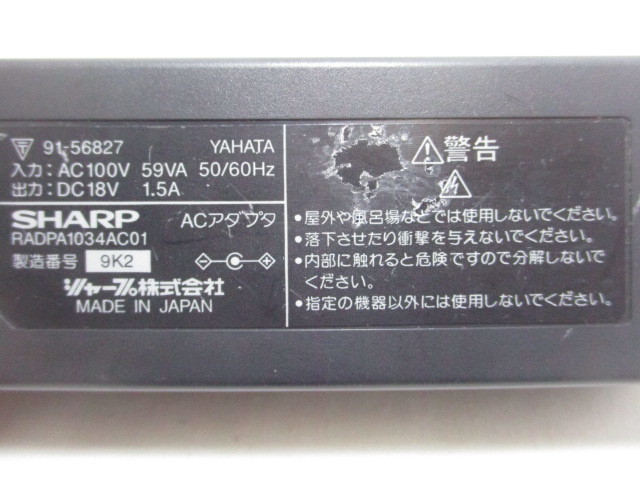 91-56827 YAHATA
入力：AC100V 59VA 50/60Hz
出力：DC18V 1.5A
SHARP ACアダプタ
RADPA1034AC01
製造番号 9K2
シャープ株式会社
MADE IN JAPAN
警告
•屋外や風呂場などでは使用しないでください。
•落下させたり衝撃を与えないでください。
•内部に触れると危険ですので分解しないで
ください。
•指定の機器以外には使用しないでください。